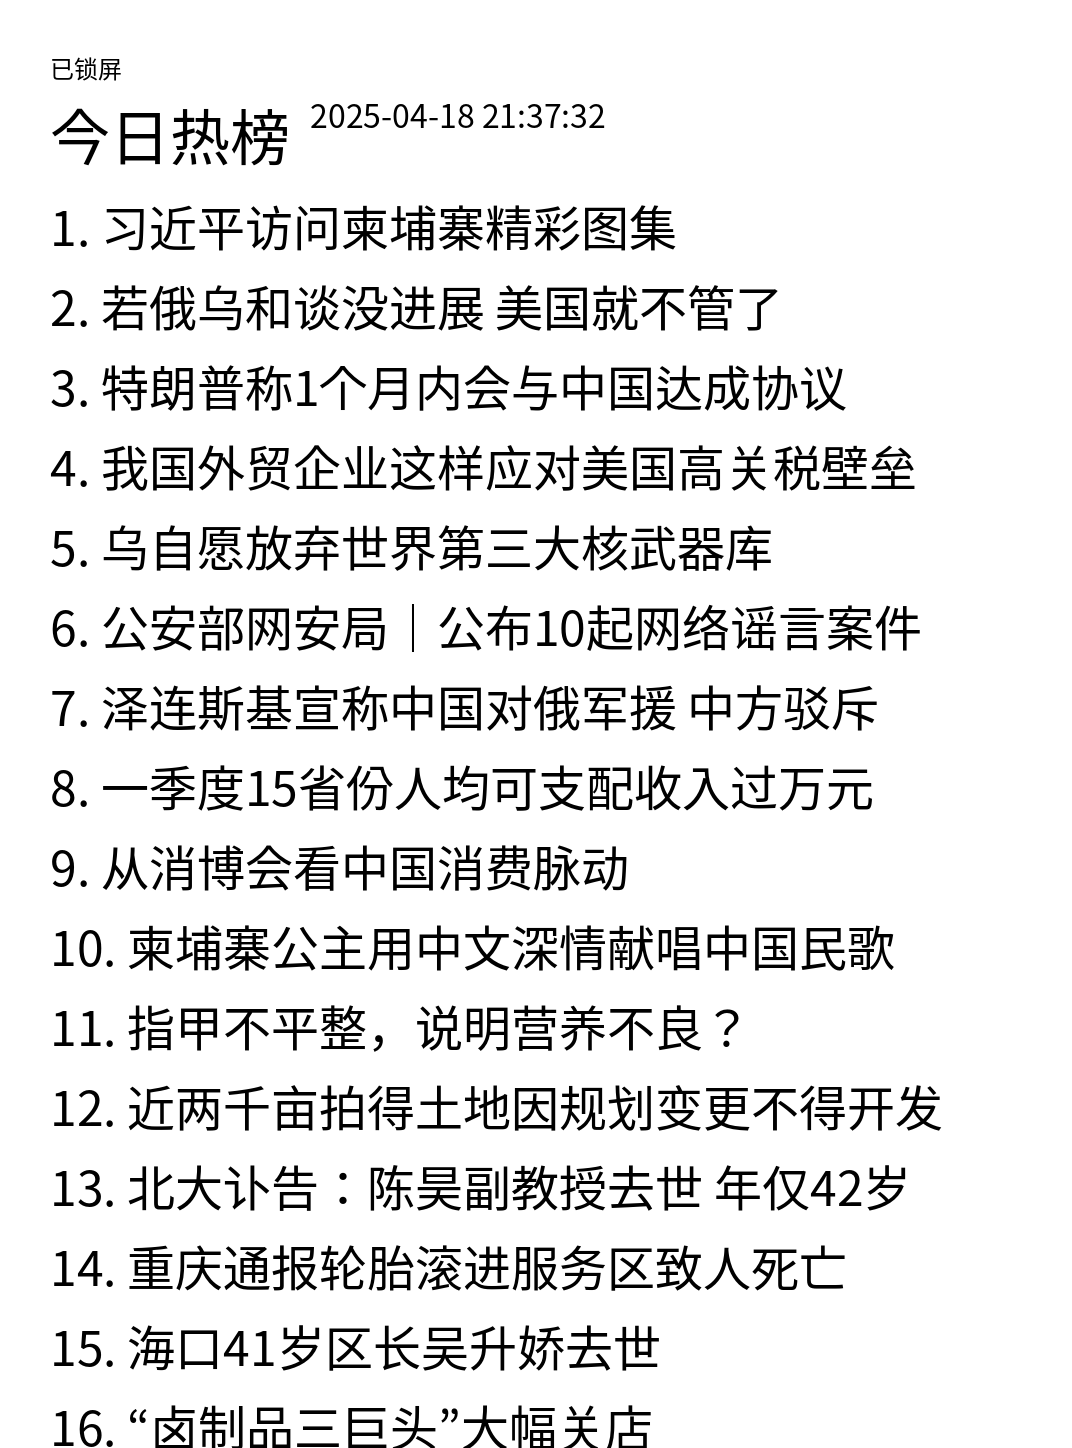 已锁屏
今日热榜 2025-04-18 21:37:32
1. 习近平访问柬埔寨精彩图集
2. 若俄乌和谈没进展 美国就不管了
3. 特朗普称1个月内会与中国达成协议
4. 我国外贸企业这样应对美国高关税壁垒
5. 乌自愿放弃世界第三大核武器库
6. 公安部网安局｜公布10起网络谣言案件
7. 泽连斯基宣称中国对俄军援 中方驳斥
8. 一季度15省份人均可支配收入过万元
9. 从消博会看中国消费脉动
10. 柬埔寨公主用中文深情献唱中国民歌
11. 指甲不平整，说明营养不良？
12. 近两千亩拍得土地因规划变更不得开发
13. 北大讣告：陈昊副教授去世 年仅42岁
14. 重庆通报轮胎滚进服务区致人死亡
15. 海口41岁区长吴升娇去世
16. “卤制品三巨头”大幅关店